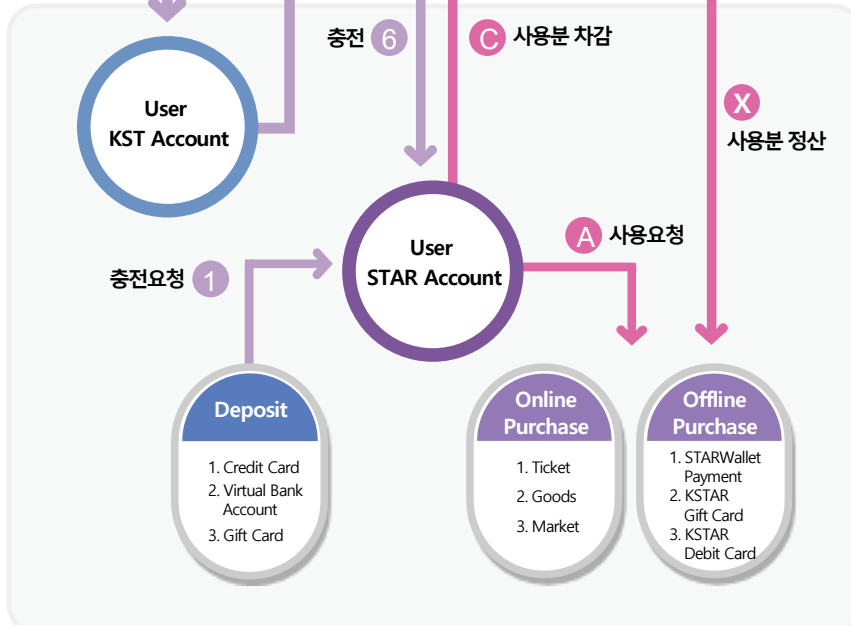 충전 6
C 사용분 차감
X
사용분 정산
User
KST Account
A 사용요청
User
STAR Account
충전요청 1
Deposit
1. Credit Card
2. Virtual Bank
Account
3. Gift Card
Online
Purchase
1. Ticket
2. Goods
3. Market
Offline
Purchase
1. STARWallet
Payment
2. KSTAR
Gift Card
3. KSTAR
Debit Card